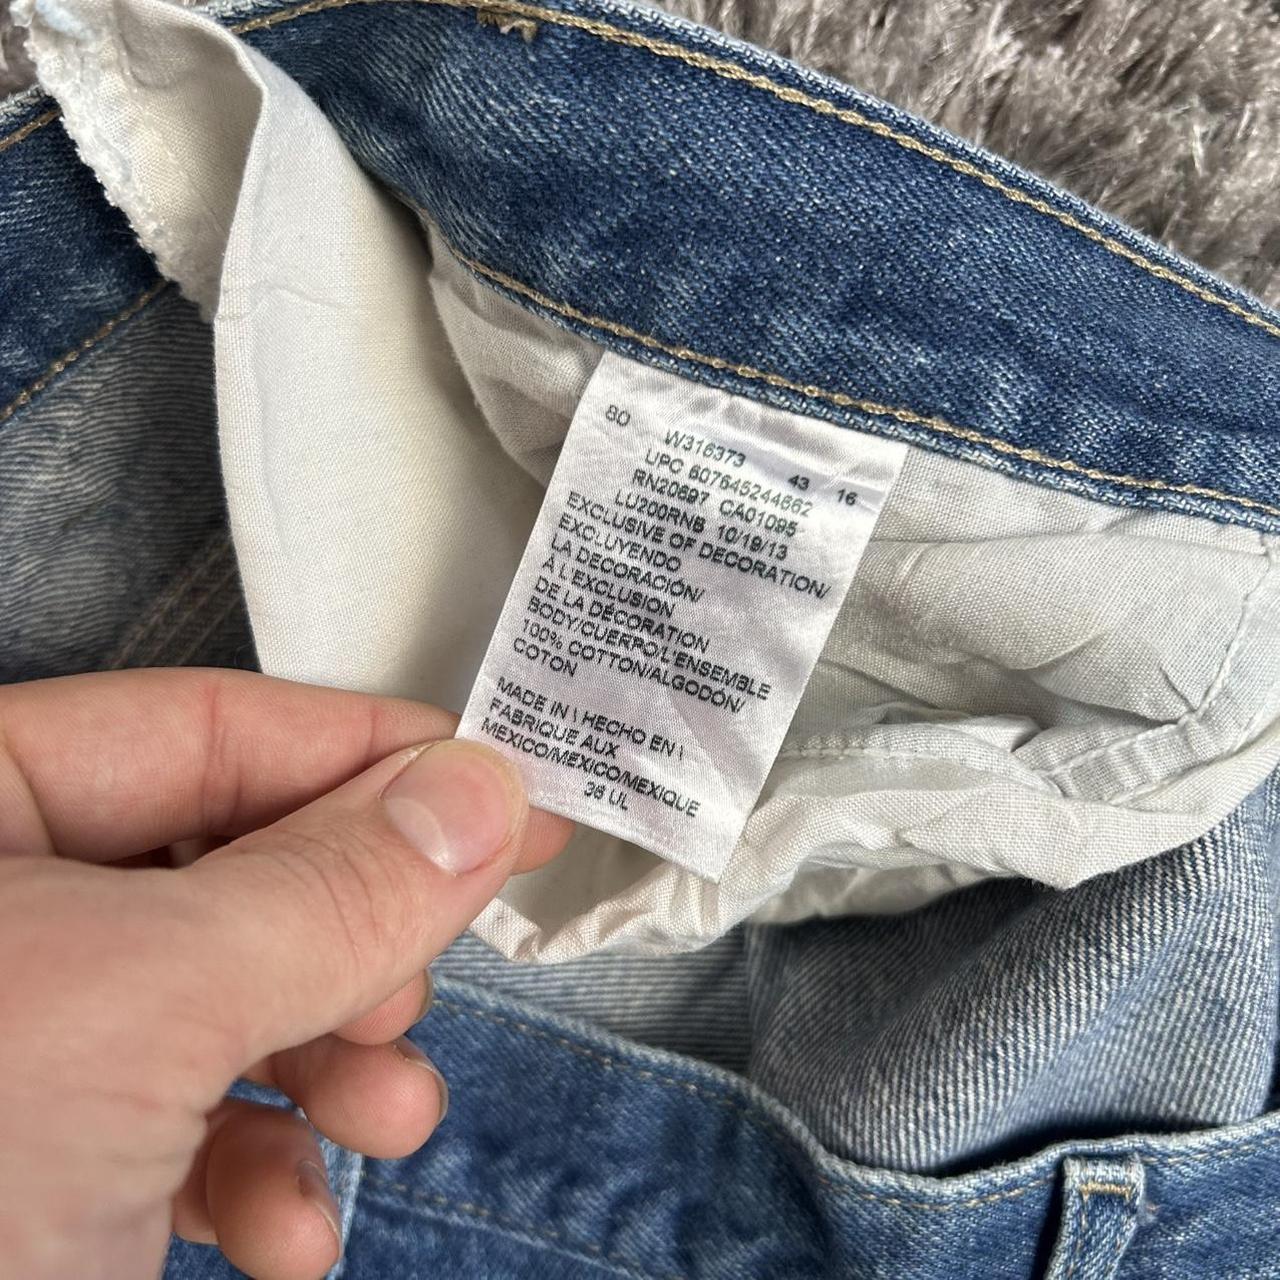 80
W316373 43 16
UPC 607645244662
RN20697 CA01095
LU200RNB 10/19/13
EXCLUSIVE OF DECORATION/
EXCLUYENDO
LA DECORACIÓN/
À L'EXCLUSION
DE LA DÉCORATION
BODY/CUERPO/L'ENSEMBLE
100% COTTON/ALGODÓN/
COTON
MADE IN \ HECHO EN \
FABRIQUE AUX
MEXICO/MEXICO/MEXIQUE
36 UL